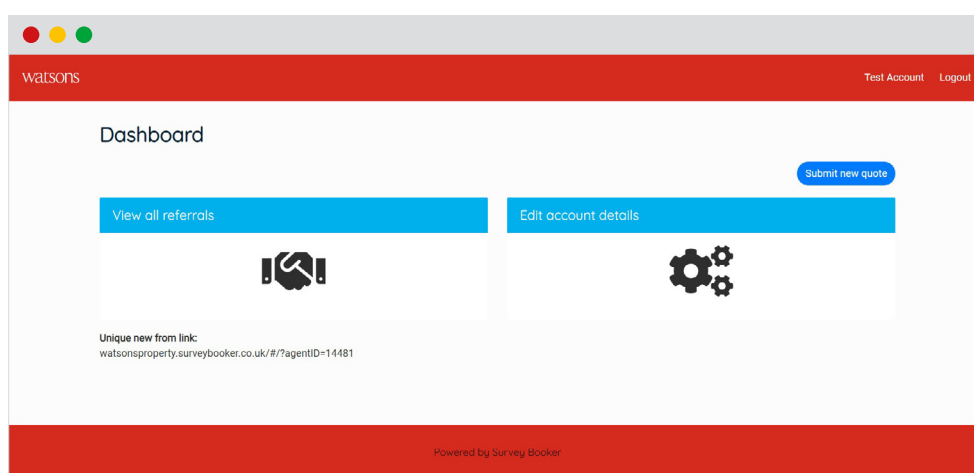 watsons
Test Account Logout
Dashboard
Submit new quote
View all referrals
Edit account details
Unique new from link:
watsonsproperty.surveybooker.co.uk/#/?agentID=14481
Powered by Survey Booker